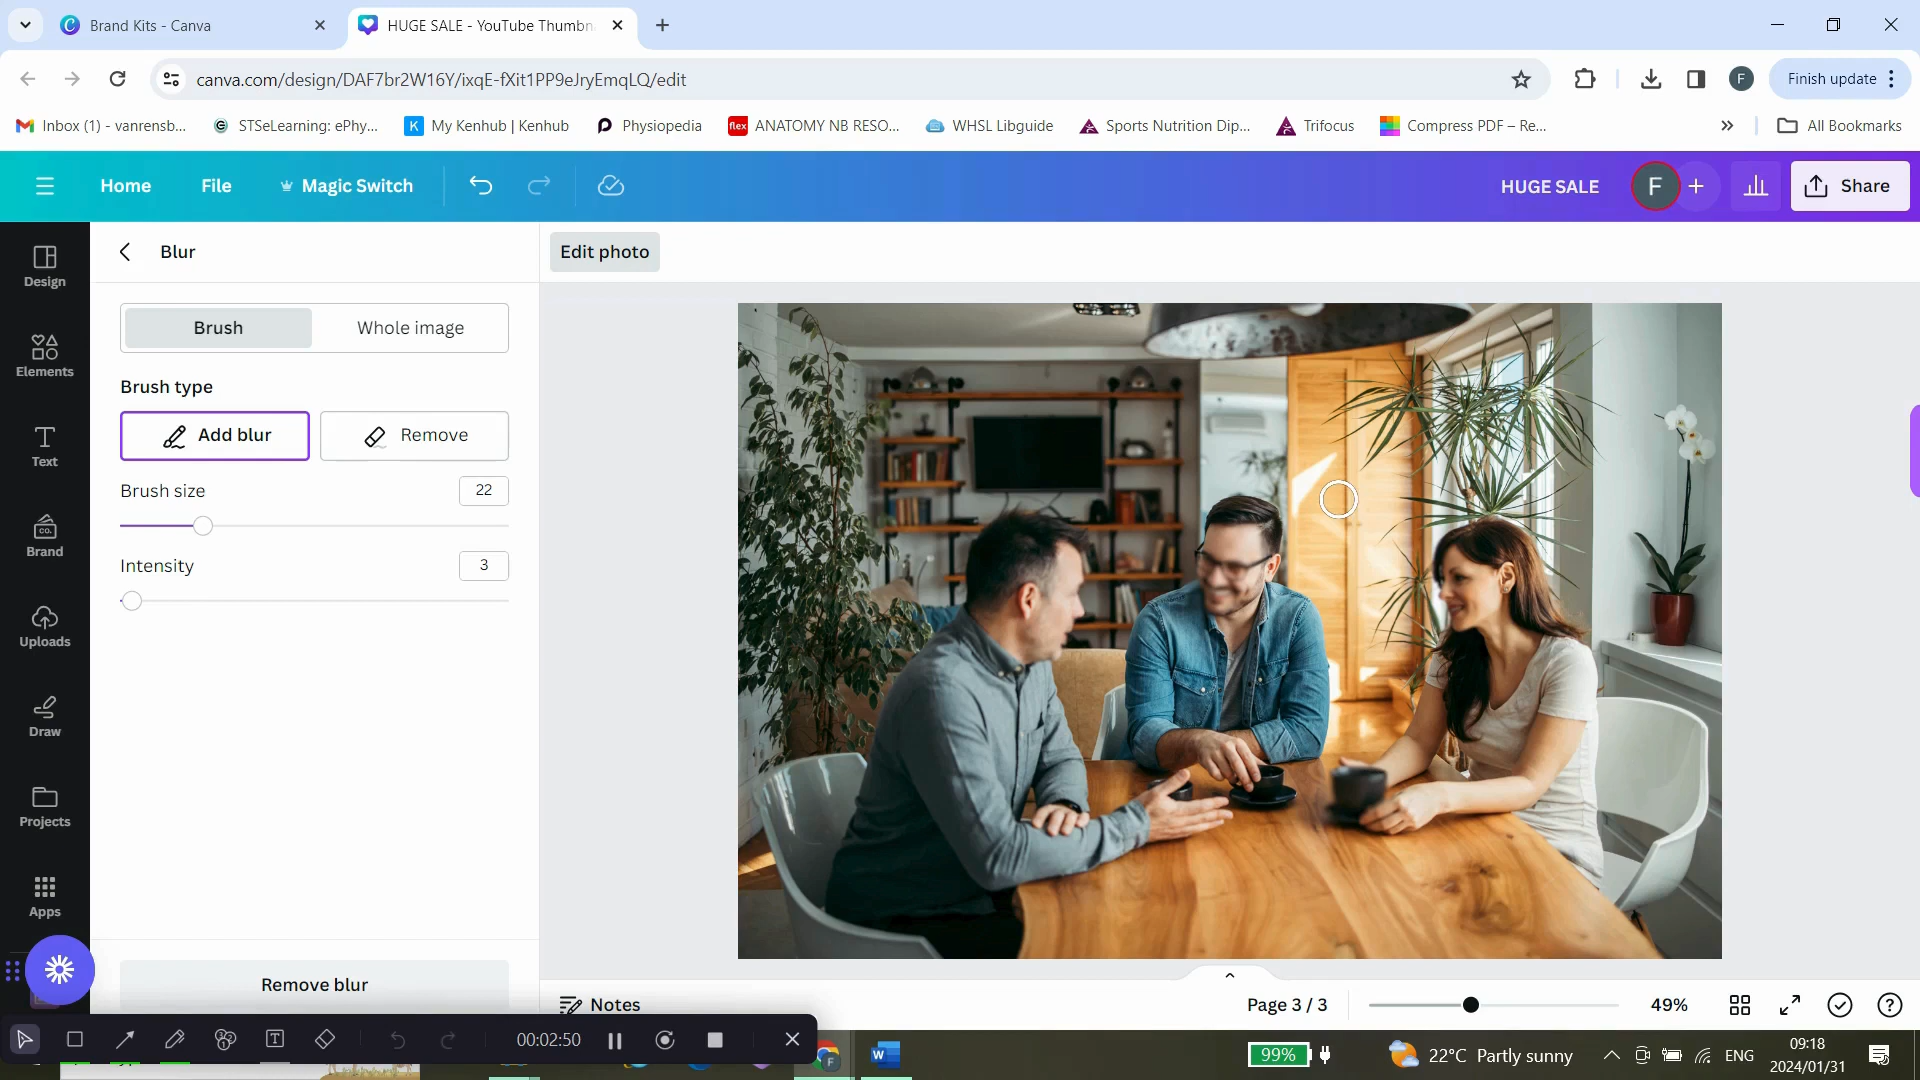 Brand Kits - Canva
HUGE SALE - YouTube Thumbn
canva.com/design/DAF7br2W16Y/ixqE-fXit1PP9eJryEmqLQ/edit
F
Finish update
Inbox (1) - vanrensb...
STSeLearning: ePhy...
K
My Kenhub | Kenhub
Physiopedia
flex
ANATOMY NB RESO...
WHSL Libguide
Sports Nutrition Dip...
Trifocus
Compress PDF – Re...
All Bookmarks
Home
File
Magic Switch
HUGE SALE
F
Share
Design
Elements
Text
Brand
Uploads
Draw
Projects
Apps
Blur
Edit photo
Brush
Whole image
Brush type
Add blur
Remove
Brush size
22
Intensity
3
Remove blur
Notes
Page 3 / 3
49%
00:02:50
99%
22°C Partly sunny
ENG
09:18
2024/01/31